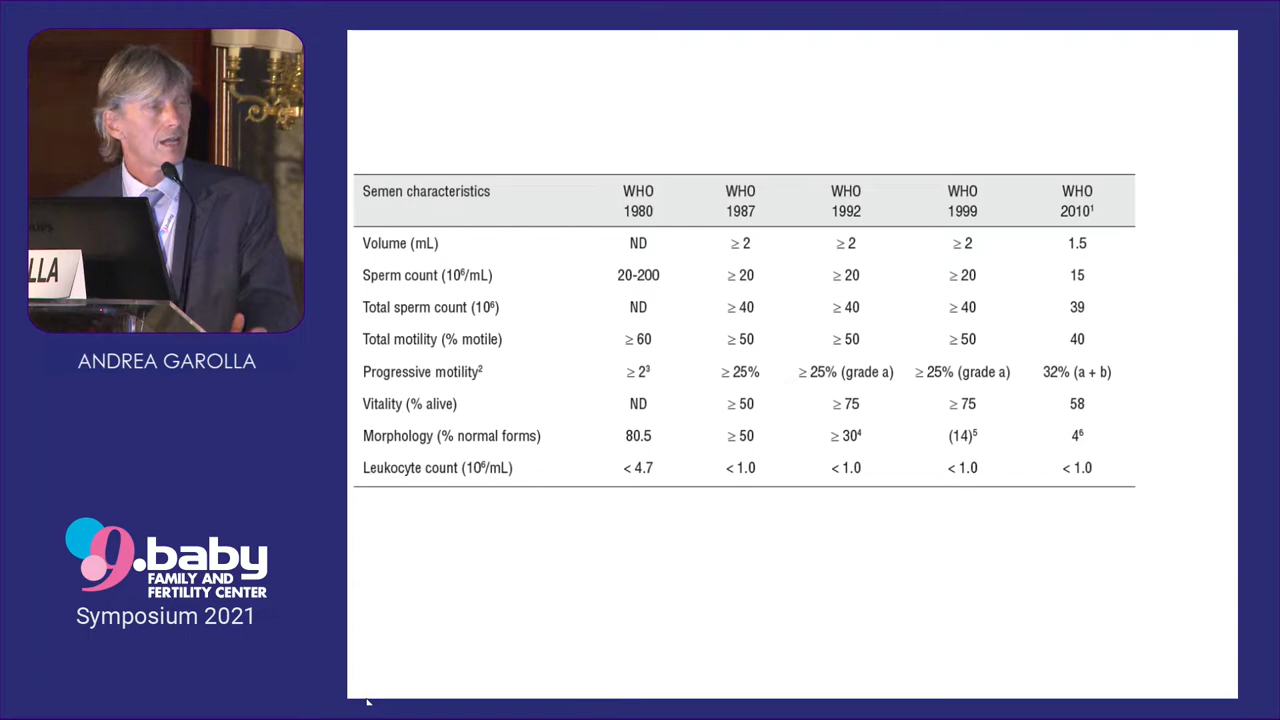 LLA
ANDREA GAROLLA
9.baby
FAMILY AND
FERTILITY CENTER
Symposium 2021
Semen characteristics WHO 1980 WHO 1987 WHO 1992 WHO 1999 WHO 2010¹
Volume (mL) ND ≥ 2 ≥ 2 ≥ 2 1.5
Sperm count (10⁶/mL) 20-200 ≥ 20 ≥ 20 ≥ 20 15
Total sperm count (10⁶) ND ≥ 40 ≥ 40 ≥ 40 39
Total motility (% motile) ≥ 60 ≥ 50 ≥ 50 ≥ 50 40
Progressive motility² ≥ 2³ ≥ 25% ≥ 25% (grade a) ≥ 25% (grade a) 32% (a + b)
Vitality (% alive) ND ≥ 50 ≥ 75 ≥ 75 58
Morphology (% normal forms) 80.5 ≥ 50 ≥ 30⁴ (14)⁵ 4⁶
Leukocyte count (10⁶/mL) < 4.7 < 1.0 < 1.0 < 1.0 < 1.0